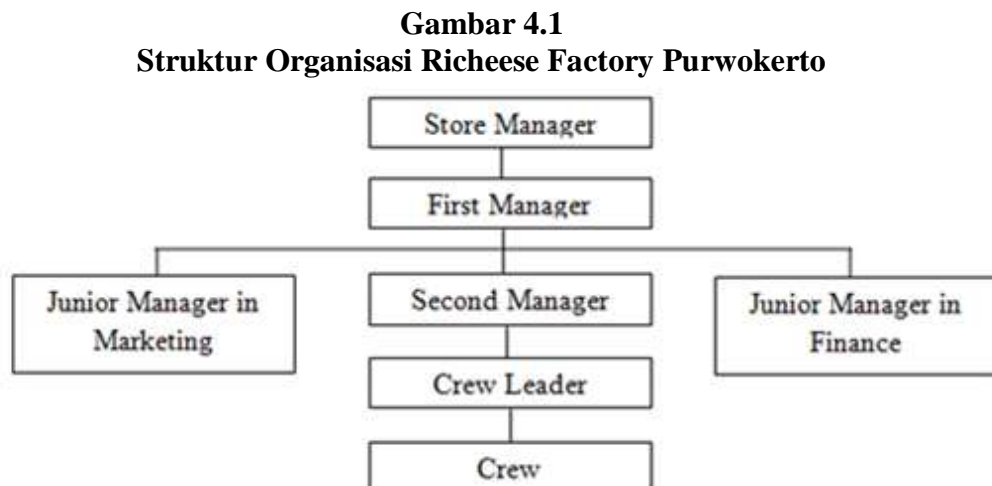 Gambar 4.1
Struktur Organisasi Richeese Factory Purwokerto
Store Manager
First Manager
Junior Manager in
Marketing
Second Manager
Junior Manager in
Finance
Crew Leader
Crew